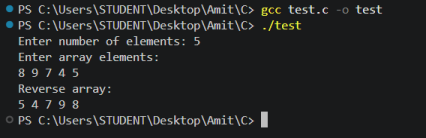 PS C:\Users\STUDENT\Desktop\Amit\C> gcc test.c -o test
PS C:\Users\STUDENT\Desktop\Amit\C> ./test
Enter number of elements: 5
Enter array elements:
8 9 7 4 5
Reverse array:
5 4 7 9 8
PS C:\Users\STUDENT\Desktop\Amit\C>